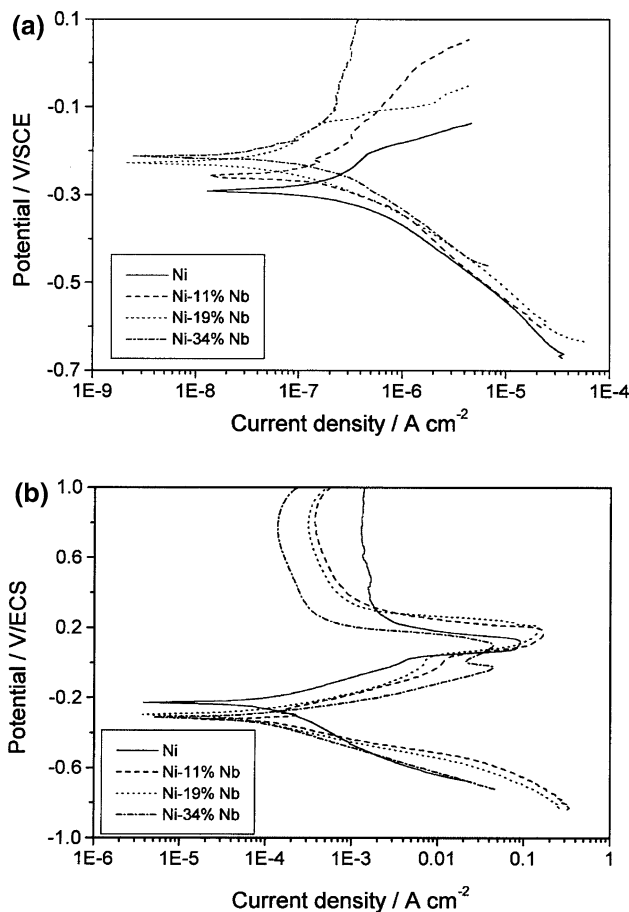 (a)
0.1
-0.1
-0.3
-0.5
-0.7
Potential / V/SCE
Ni
Ni-11% Nb
Ni-19% Nb
Ni-34% Nb
1E-9 1E-8 1E-7 1E-6 1E-5 1E-4
Current density / A cm-2
(b)
1.0
0.6
0.2
-0.2
-0.6
-1.0
Potential / V/ECS
Ni
Ni-11% Nb
Ni-19% Nb
Ni-34% Nb
1E-6 1E-5 1E-4 1E-3 0.01 0.1 1
Current density / A cm-2